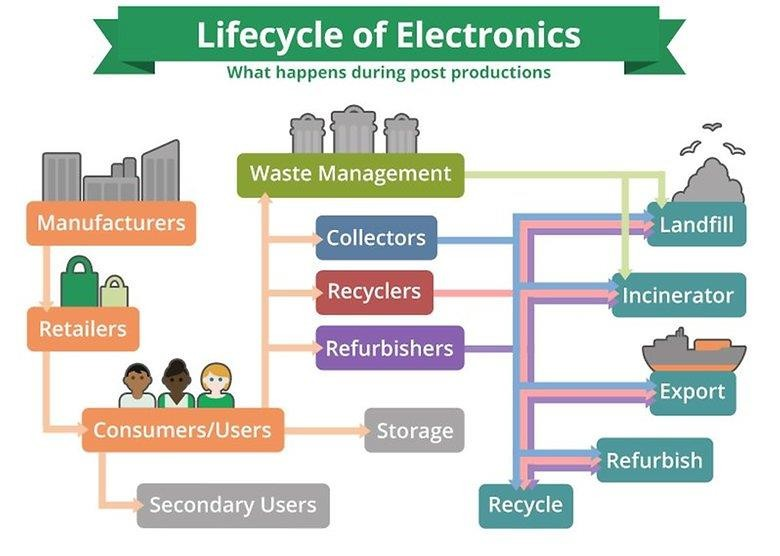 Lifecycle of Electronics
What happens during post productions
Waste Management
Manufacturers
Collectors
Landfill
Recyclers
Incinerator
Retailers
Refurbishers
Export
Consumers/Users
Storage
Refurbish
Secondary Users
Recycle